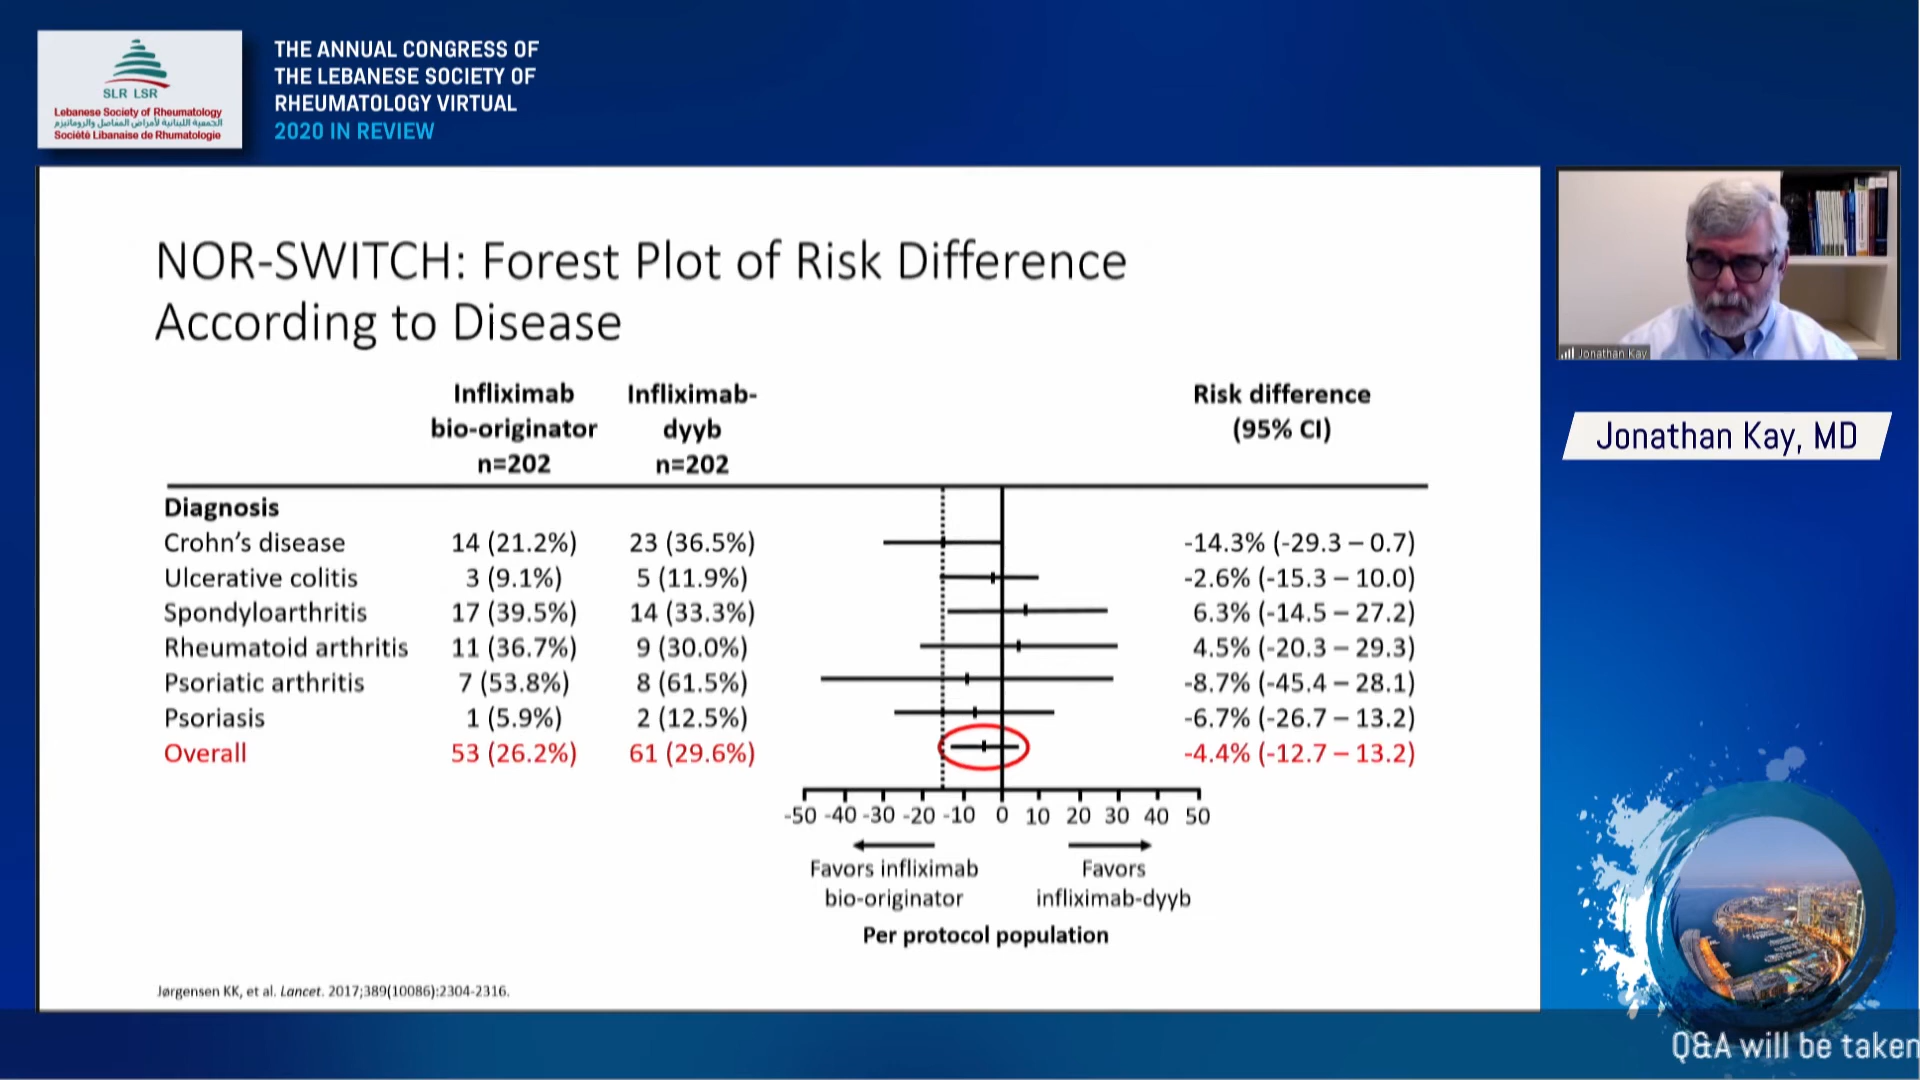 SLR LSR
Lebanese Society of Rheumatology
الجمعية اللبنانية لأمراض المفاصل والروماتيزم
Société Libanaise de Rhumatologie
THE ANNUAL CONGRESS OF
THE LEBANESE SOCIETY OF
RHEUMATOLOGY VIRTUAL
2020 IN REVIEW
NOR-SWITCH: Forest Plot of Risk Difference
According to Disease
Infliximab bio-originator n=202 Infliximab-dyyb n=202 Risk difference (95% CI)
Diagnosis
Crohn's disease 14 (21.2%) 23 (36.5%) -14.3% (-29.3 – 0.7)
Ulcerative colitis 3 (9.1%) 5 (11.9%) -2.6% (-15.3 – 10.0)
Spondyloarthritis 17 (39.5%) 14 (33.3%) 6.3% (-14.5 – 27.2)
Rheumatoid arthritis 11 (36.7%) 9 (30.0%) 4.5% (-20.3 – 29.3)
Psoriatic arthritis 7 (53.8%) 8 (61.5%) -8.7% (-45.4 – 28.1)
Psoriasis 1 (5.9%) 2 (12.5%) -6.7% (-26.7 – 13.2)
Overall 53 (26.2%) 61 (29.6%) -4.4% (-12.7 – 13.2)
-50 -40 -30 -20 -10 0 10 20 30 40 50
Favors infliximab bio-originator
Favors infliximab-dyyb
Per protocol population
Jørgensen KK, et al. Lancet. 2017;389(10086):2304-2316.
Jonathan Kay
Jonathan Kay, MD
Q&A will be taken